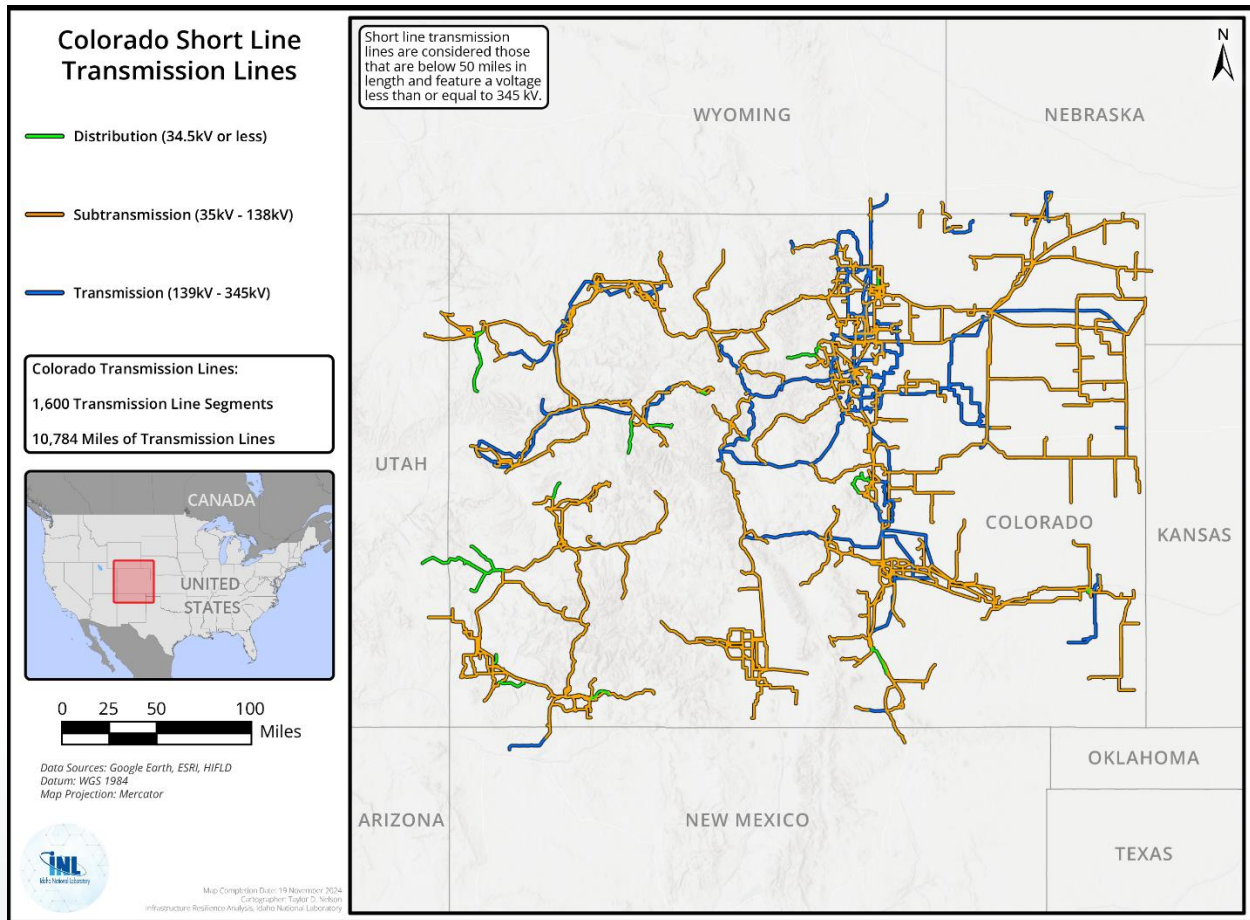 Colorado Short Line
Transmission Lines
Distribution (34.5kV or less)
Subtransmission (35kV - 138kV)
Transmission (139kV - 345kV)
Colorado Transmission Lines:
1,600 Transmission Line Segments
10,784 Miles of Transmission Lines
CANADA
UNITED
STATES
0 25 50 100
Miles
Data Sources: Google Earth, ESRI, HIFLD
Datum: WGS 1984
Map Projection: Mercator
INL
Idaho National Laboratory
Map Completion Date: 19 November 2024
Cartographer: Taylor D. Nelson
Infrastructure Resilience Analysis, Idaho National Laboratory
Short line transmission
lines are considered those
that are below 50 miles in
length and feature a voltage
less than or equal to 345 kV.
N
WYOMING
NEBRASKA
UTAH
COLORADO
KANSAS
OKLAHOMA
ARIZONA
NEW MEXICO
TEXAS